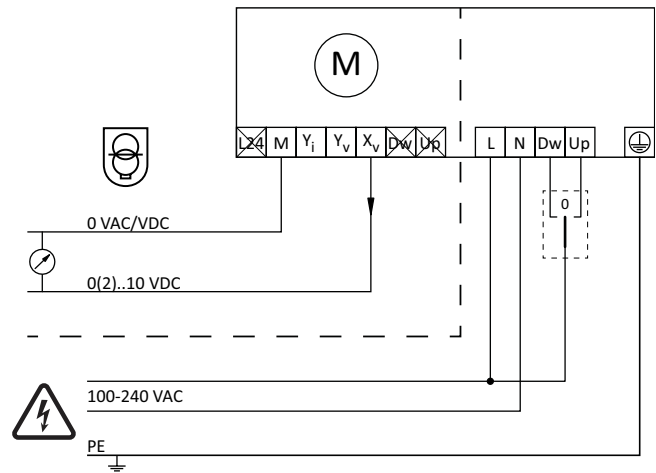 M
L24 M Yi Yv Xv Dw Up L N Dw Up
0
0 VAC/VDC
0(2)..10 VDC
100-240 VAC
PE